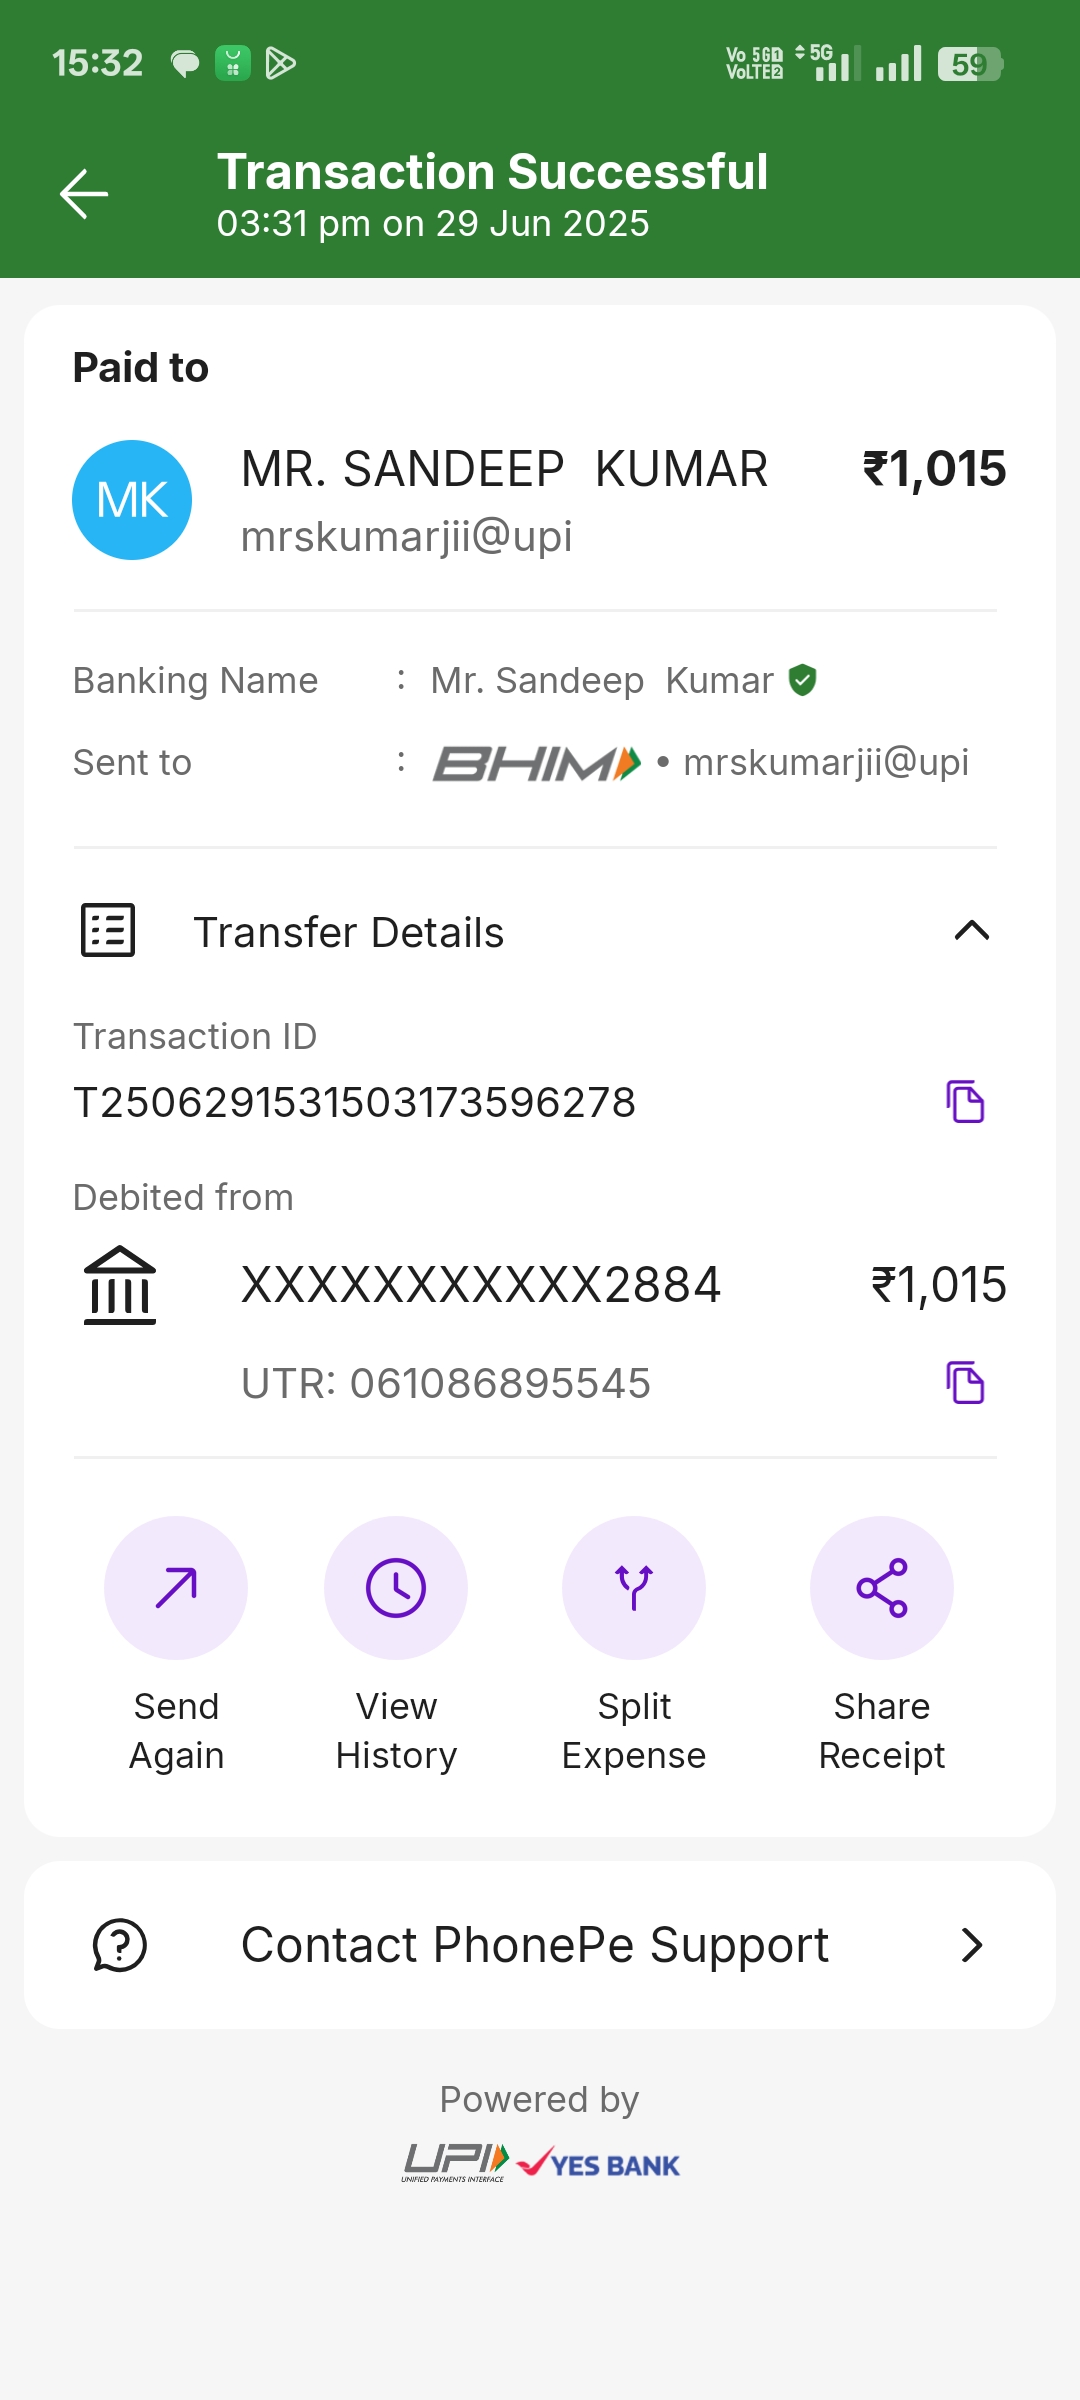 15:32 Vo 5G1 VoLTE2 5G 59
Transaction Successful
03:31 pm on 29 Jun 2025
Paid to
MK MR. SANDEEP KUMAR ₹1,015
mrskumarjii@upi
Banking Name : Mr. Sandeep Kumar
Sent to : BHIM • mrskumarjii@upi
Transfer Details
Transaction ID
T2506291531503173596278
Debited from
XXXXXXXXXXX2884 ₹1,015
UTR: 061086895545
Send Again
View History
Split Expense
Share Receipt
Contact PhonePe Support
Powered by
UPI YES BANK
UNIFIED PAYMENTS INTERFACE